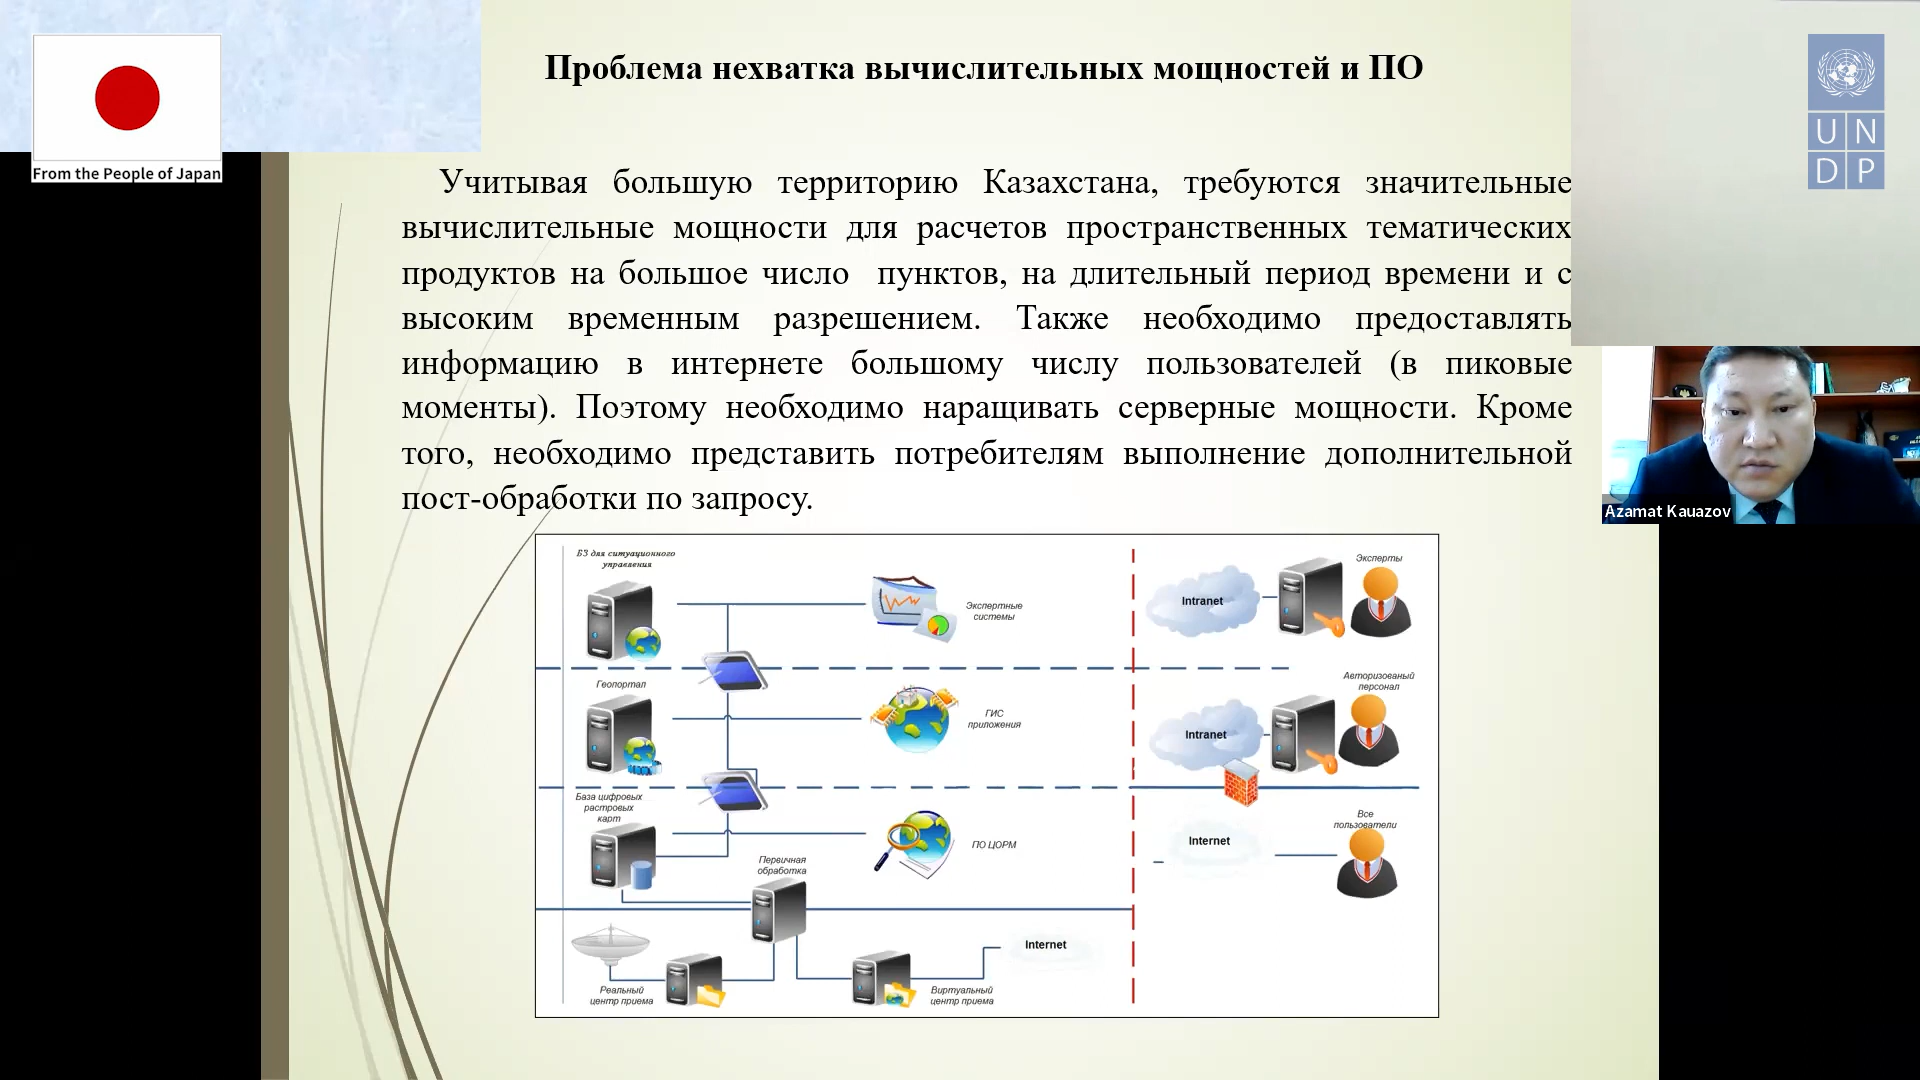 Проблема нехватка вычислительных мощностей и ПО
From the People of Japan
U N
D P
Учитывая большую территорию Казахстана, требуются значительные
вычислительные мощности для расчетов пространственных тематических
продуктов на большое число пунктов, на длительный период времени и с
высоким временным разрешением. Также необходимо предоставлять
информацию в интернете большому числу пользователей (в пиковые
моменты). Поэтому необходимо наращивать серверные мощности. Кроме
того, необходимо представить потребителям выполнение дополнительной
пост-обработки по запросу.
Azamat Kauazov
БЗ для ситуационного
управления
Экспертные
системы
Intranet
Эксперты
Геопортал
ГИС
приложения
Intranet
Авторизованый
персонал
База цифровых
растровых
карт
ПО ЦОРМ
Internet
Все
пользователи
Первичная
обработка
Internet
Реальный
центр приема
Виртуальный
центр приема